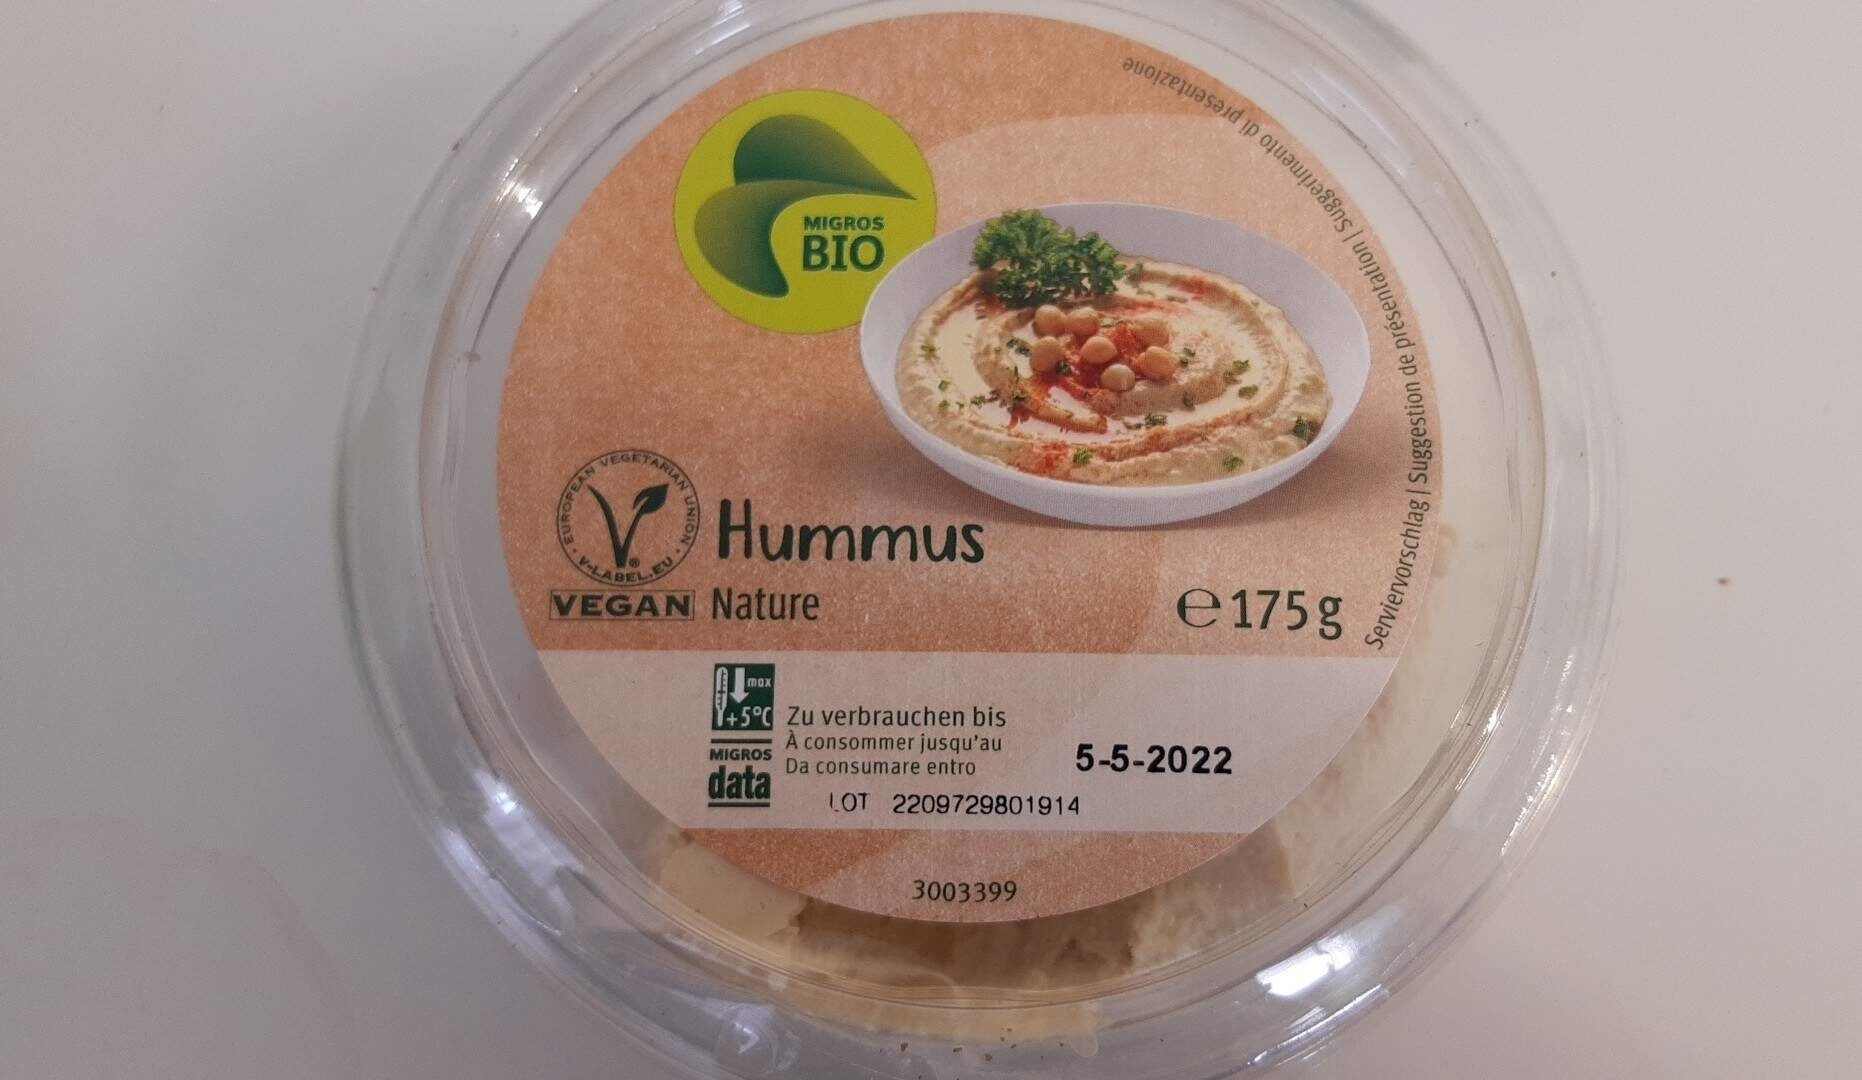 MIGROS
BIO
Serviervorschlag | Suggestion de présentation | Suggerimento di presentazione
EUROPEAN VEGETARIAN UNION
V-LABEL.EU
VEGAN
Hummus
Nature
e 175 g
max
+5°C
MIGROS
data
Zu verbrauchen bis
À consommer jusqu'au
Da consumare entro
5-5-2022
LOT 2209729801914
3003399